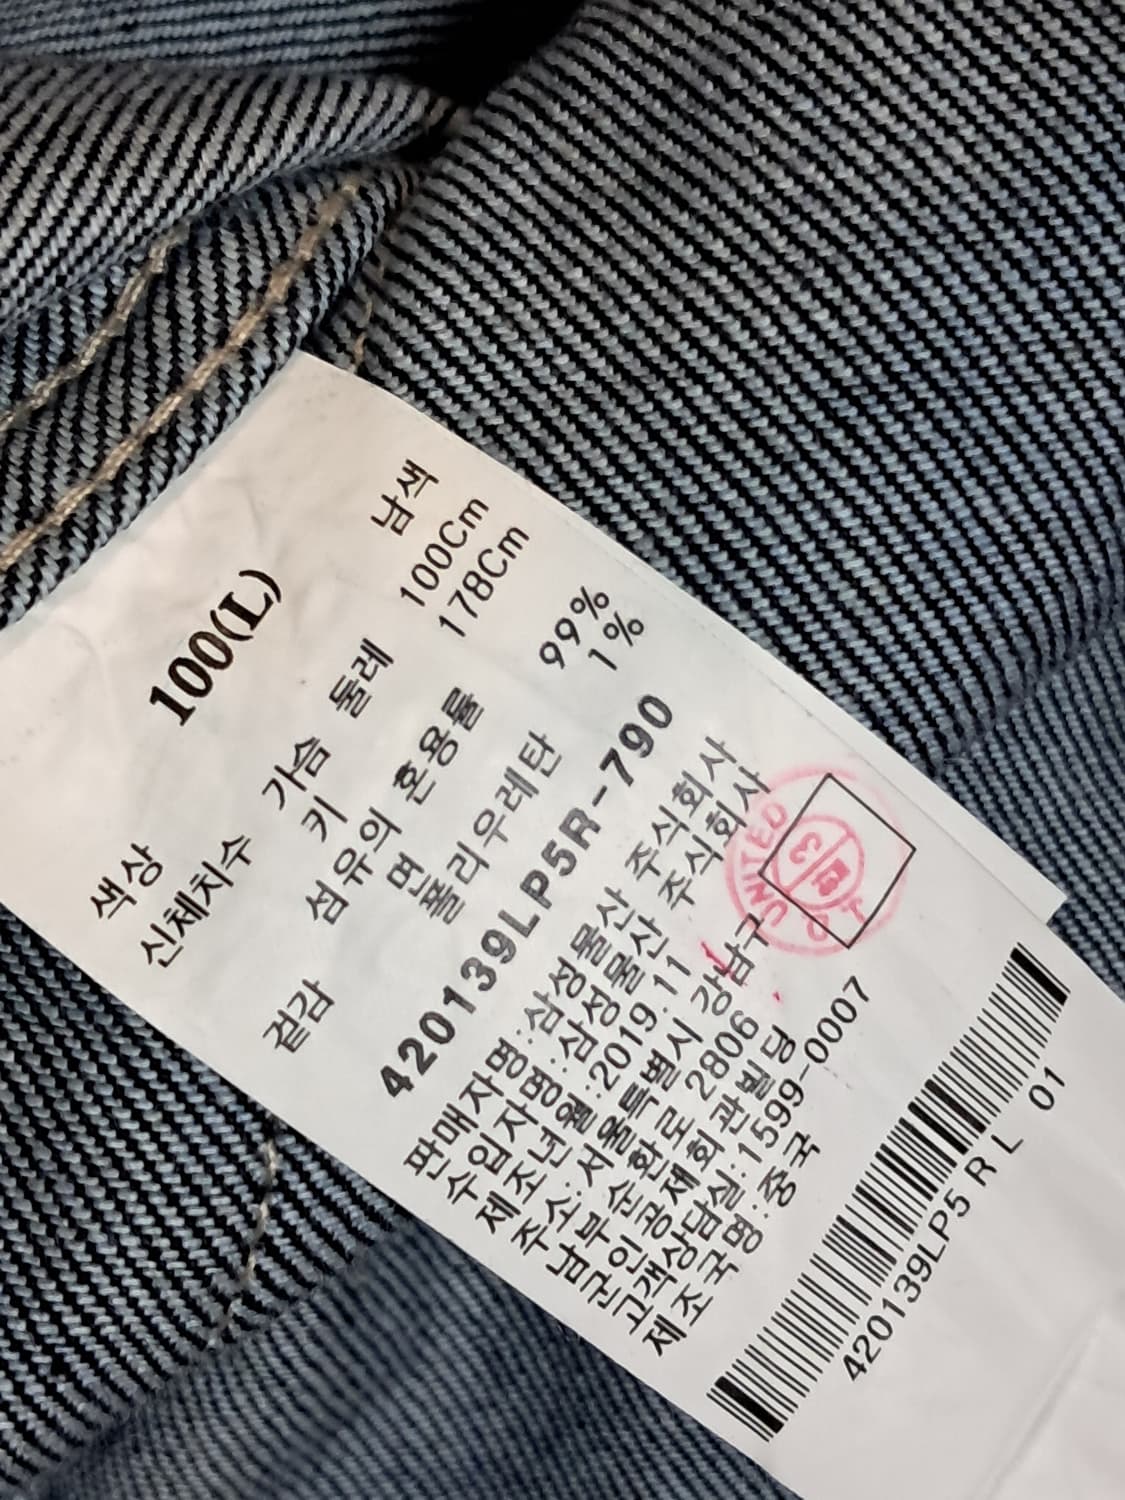 100(L)
색상 남색
신체치수 가슴 둘레 100Cm
키 178Cm
섬유의 혼용률
겉감 면 99%
폴리우레탄 1%
420139LP5R-790
판매자명:삼성물산 주식회사
수입자명:삼성물산 주식회사
제조년월:2019.11
주소:서울특별시 강남구
남부순환로 2806
군인공제회관빌딩
고객상담실:1599-0007
제조국명:중국
UNITED
420139LP5 R L 01